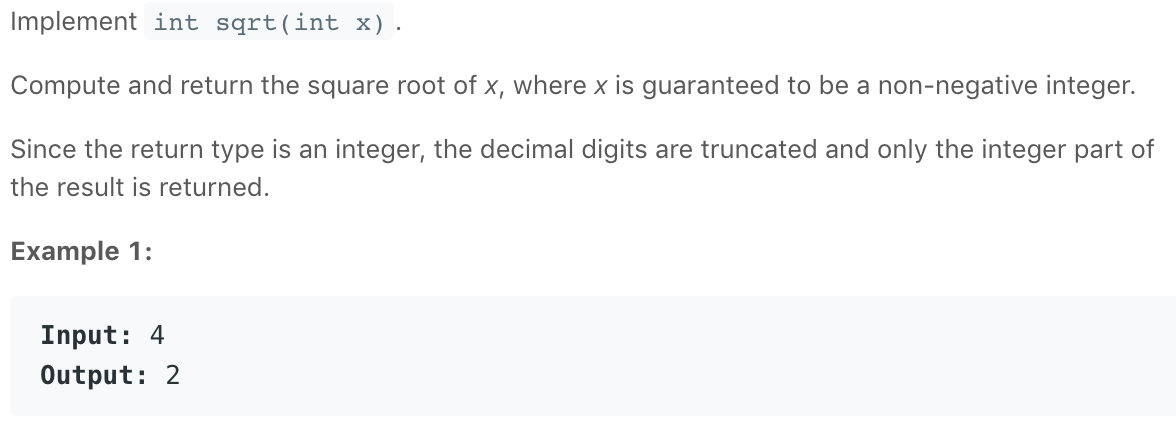 Implement int sqrt(int x).
Compute and return the square root of x, where x is guaranteed to be a non-negative integer.
Since the return type is an integer, the decimal digits are truncated and only the integer part of
the result is returned.
Example 1:
Input: 4
Output: 2